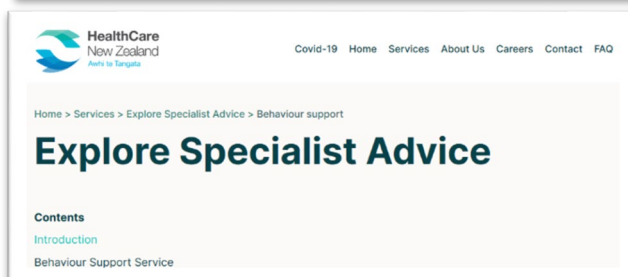 HealthCare
New Zealand
Awhi te Tangata
Covid-19 Home Services About Us Careers Contact FAQ
Home > Services > Explore Specialist Advice > Behaviour support
Explore Specialist Advice
Contents
Introduction
Behaviour Support Service